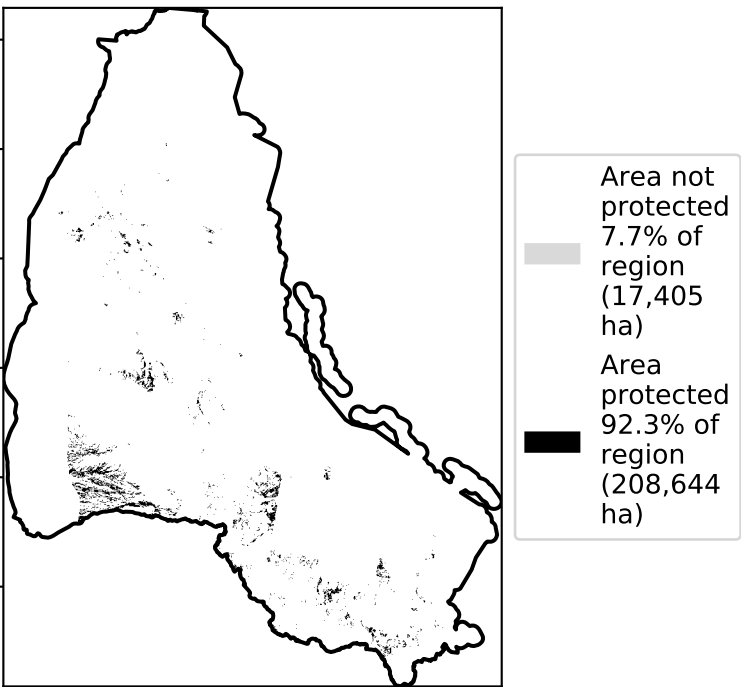 Area not
protected
7.7% of
region
(17,405
ha)
Area
protected
92.3% of
region
(208,644
ha)